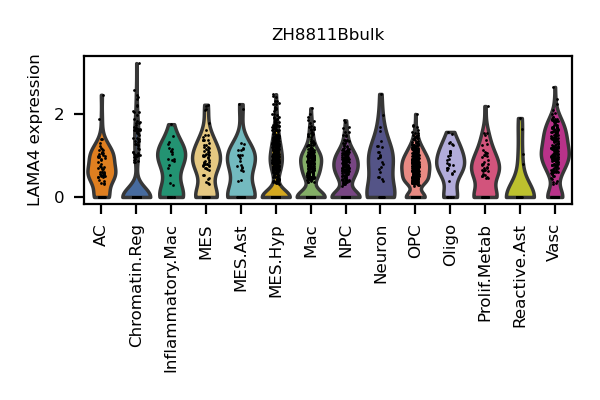 ZH8811Bbulk
LAMA4 expression
2
0
AC
Chromatin.Reg
Inflammatory.Mac
MES
MES.Ast
MES.Hyp
Mac
NPC
Neuron
OPC
Oligo
Prolif.Metab
Reactive.Ast
Vasc